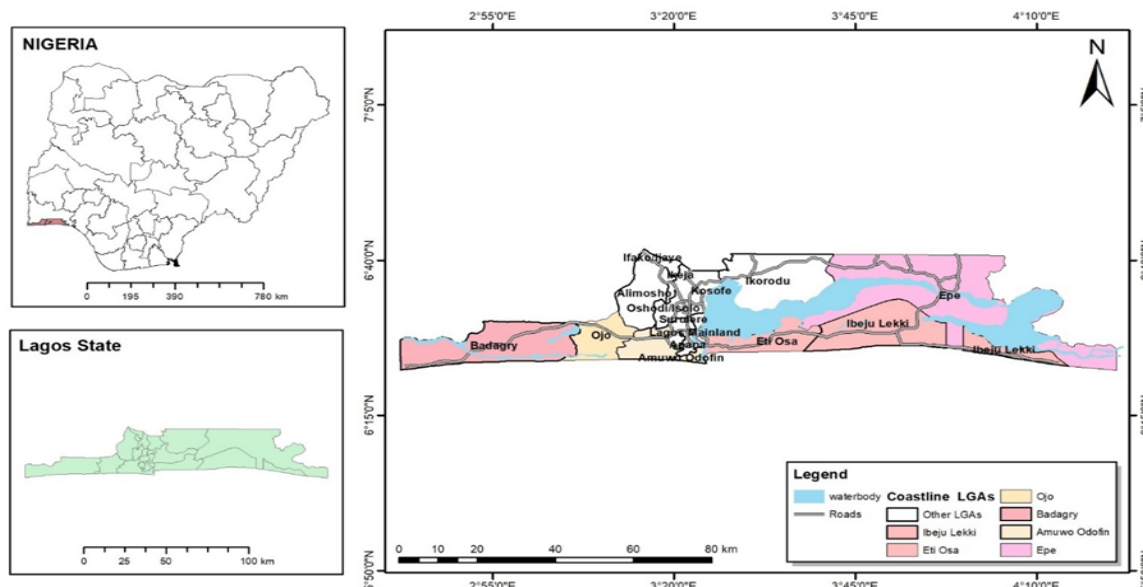 NIGERIA
0 195 390 780 km
Lagos State
0 25 50 100 km
2°55'0"E 3°20'0"E 3°45'0"E 4°10'0"E
N
7°5'0"N
6°40'0"N
6°40'0"N
Ifako/Ijaye
Ikeja
Ikorodu
Kosofe
Alimosho
Epe
Oshodi/Isolo
Surulere
Ibeju Lekki
Lagos Mainland
Ojo
Eti Osa
Badagry
Apapa
Ibeju Lekki
Amuwo Odofin
6°15'0"N
Legend
waterbody
Roads
Coastline LGAs
Other LGAs
Ibeju Lekki
Eti Osa
Ojo
Badagry
Amuwo Odofin
Epe
0 10 20 40 60 80 km
2°55'0"E 3°20'0"E 3°45'0"E 4°10'0"E